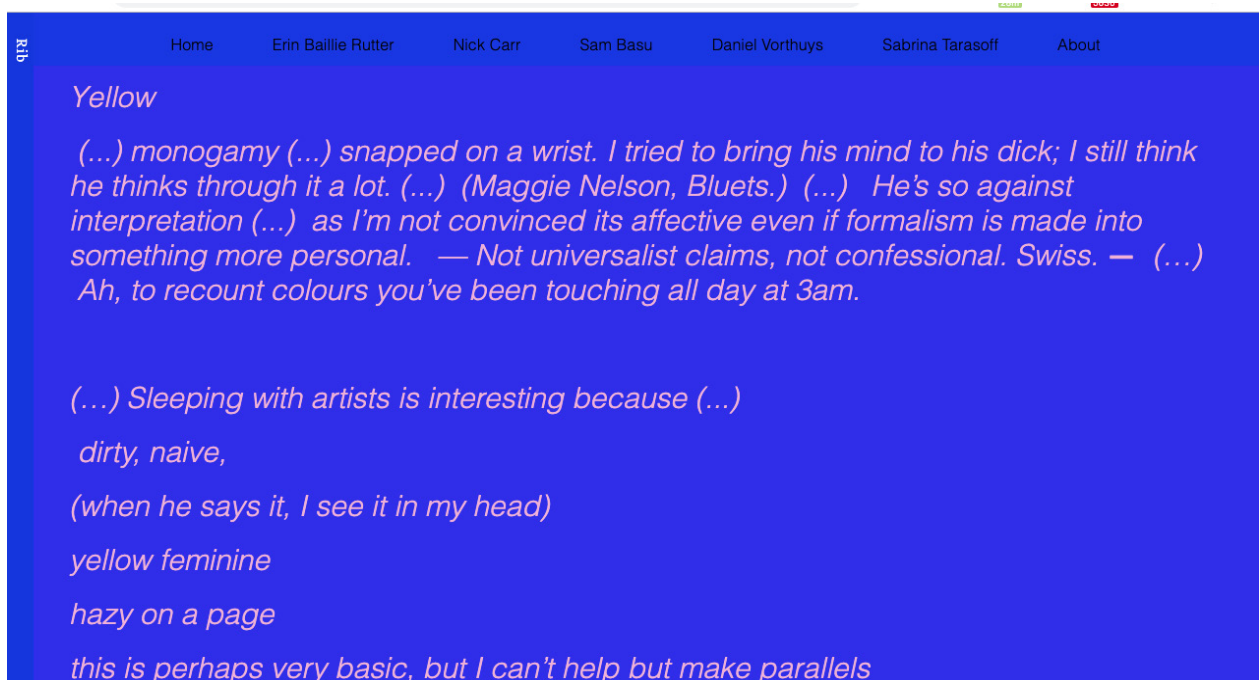 Rib
Home Erin Baillie Rutter Nick Carr Sam Basu Daniel Vorthuys Sabrina Tarasoff About
Yellow
(...) monogamy (...) snapped on a wrist. I tried to bring his mind to his dick; I still think
he thinks through it a lot. (...) (Maggie Nelson, Bluets.) (...) He’s so against
interpretation (...) as I’m not convinced its affective even if formalism is made into
something more personal. — Not universalist claims, not confessional. Swiss. — (…)
Ah, to recount colours you’ve been touching all day at 3am.
(…) Sleeping with artists is interesting because (...)
dirty, naive,
(when he says it, I see it in my head)
yellow feminine
hazy on a page
this is perhaps very basic, but I can’t help but make parallels